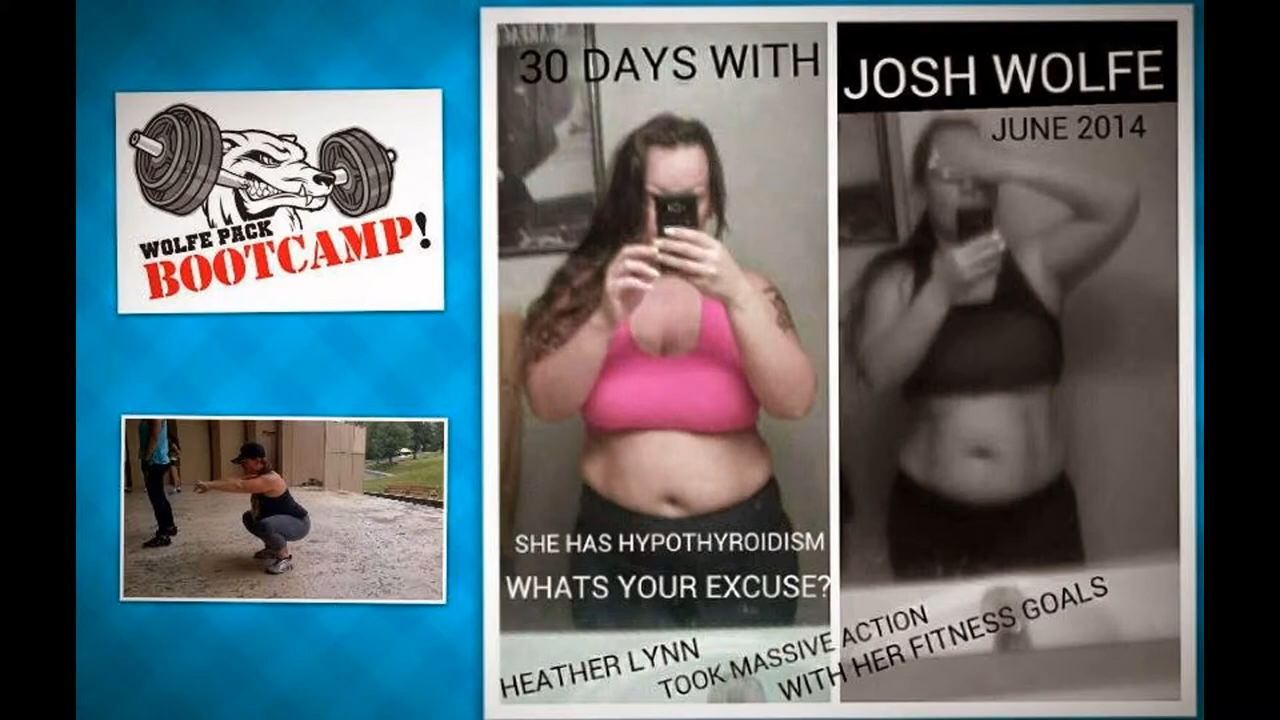 WOLFE PACK
BOOTCAMP!
30 DAYS WITH
JOSH WOLFE
JUNE 2014
SHE HAS HYPOTHYROIDISM
WHATS YOUR EXCUSE?
HEATHER LYNN
TOOK MASSIVE ACTION
WITH HER FITNESS GOALS